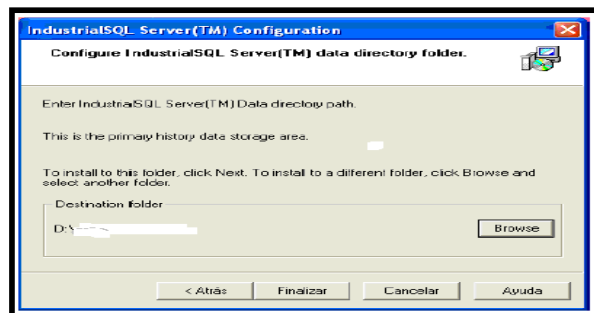 IndustrialSQL Server(TM) Configuration
Configure IndustrialSQL Server(TM) data directory folder.
Enter IndustrialSQL Server(TM) Data directory path.
This is the primary history data storage area.
To install to this folder, click Next. To install to a different folder, click Browse and
select another folder.
Destination folder
D:\
Browse
< Atrás
Finalizar
Cancelar
Ayuda